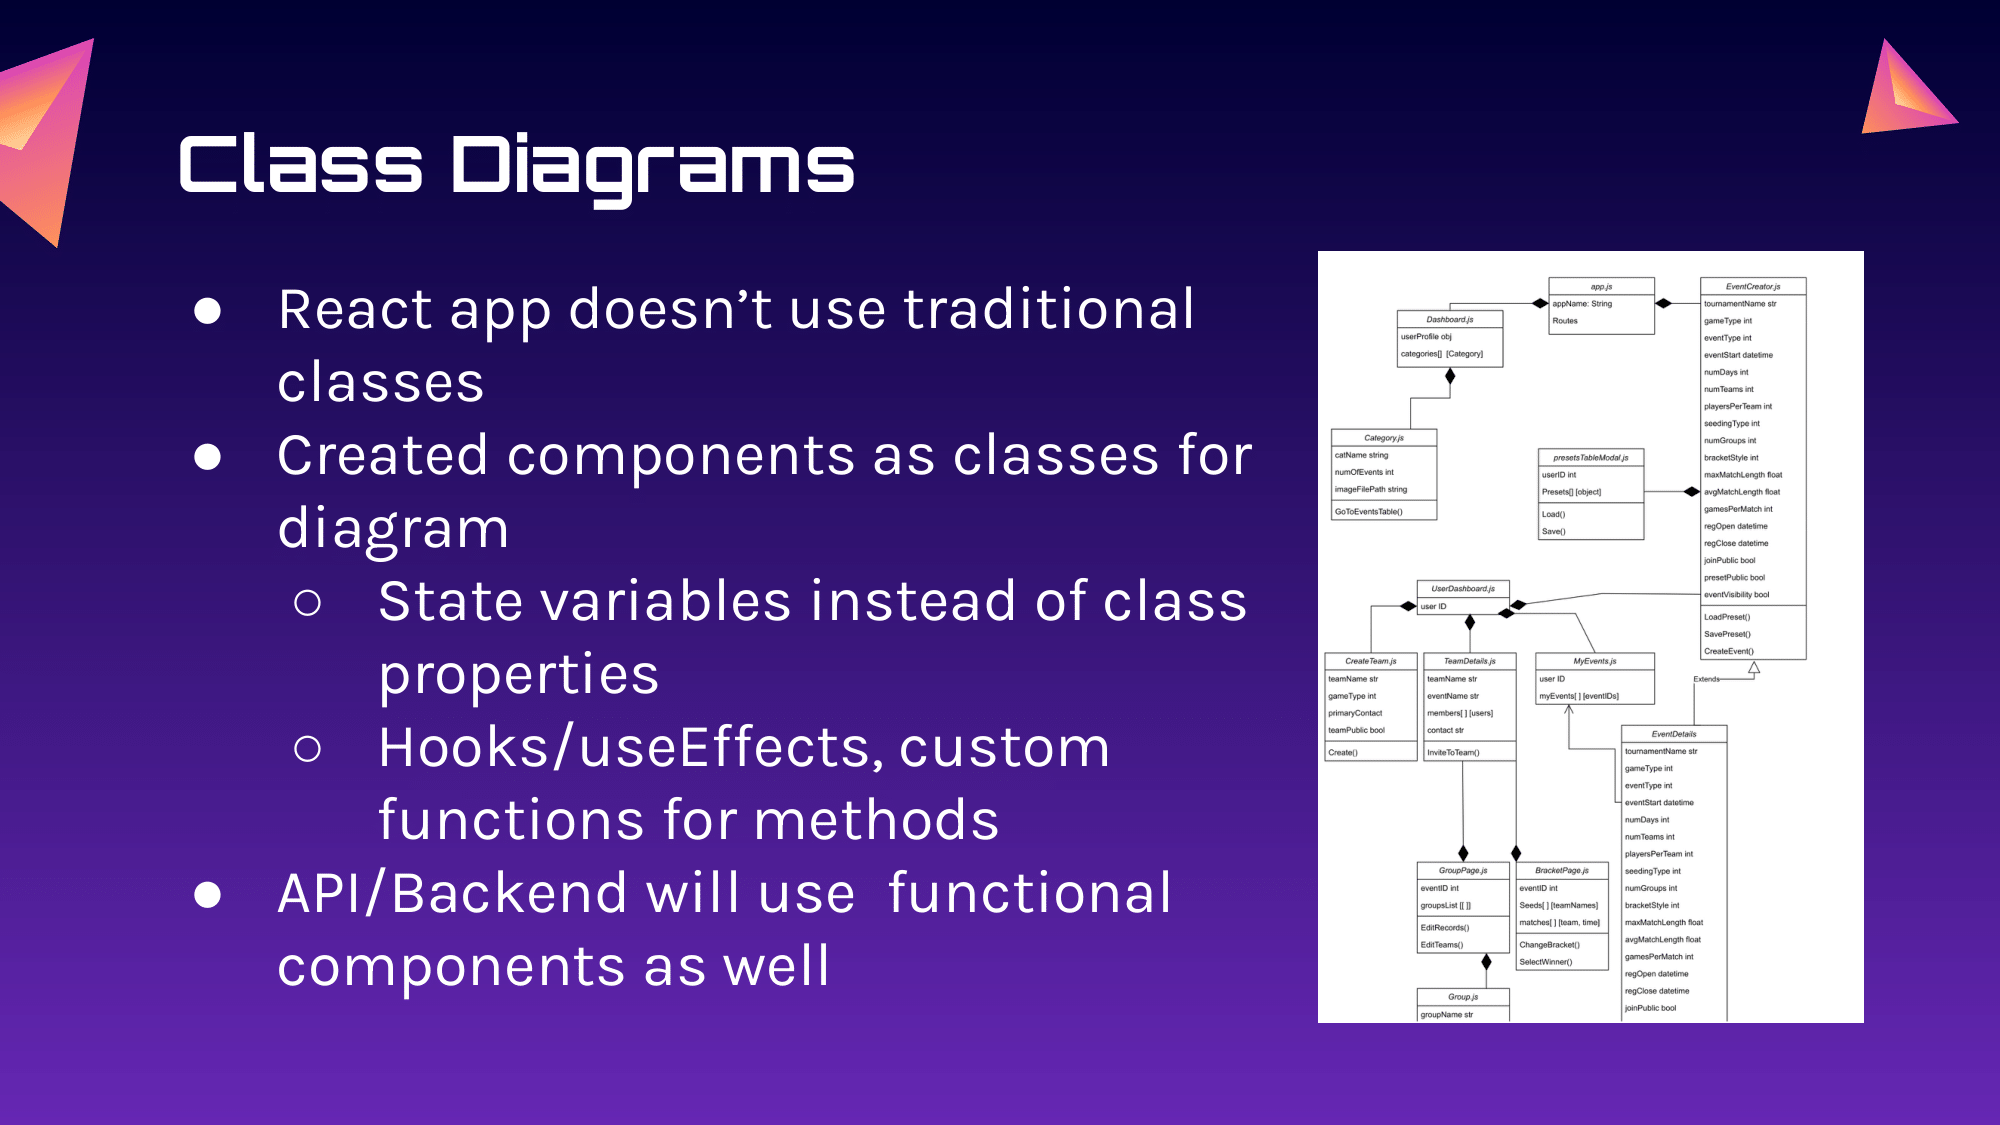 Class Diagrams
● React app doesn’t use traditional
classes
● Created components as classes for
diagram
○ State variables instead of class
properties
○ Hooks/useEffects, custom
functions for methods
● API/Backend will use  functional
components as well
app.js
appName: String
Routes
Dashboard.js
userProfile obj
categories[] [Category]
Category.js
catName string
numOfEvents int
imageFilePath string
GoToEventsTable()
EventCreator.js
tournamentName str
gameType int
eventType int
eventStart datetime
numDays int
numTeams int
playersPerTeam int
seedingType int
numGroups int
bracketStyle int
maxMatchLength float
avgMatchLength float
gamesPerMatch int
regOpen datetime
regClose datetime
joinPublic bool
presetPublic bool
eventVisibility bool
LoadPreset()
SavePreset()
CreateEvent()
presetsTableModal.js
userID int
Presets[] [object]
Load()
Save()
UserDashboard.js
user ID
CreateTeam.js
teamName str
gameType int
primaryContact
teamPublic bool
Create()
TeamDetails.js
teamName str
eventName str
members[ ] [users]
contact str
InviteToTeam()
MyEvents.js
user ID
myEvents[ ] [eventIDs]
Extends
EventDetails
tournamentName str
gameType int
eventType int
eventStart datetime
numDays int
numTeams int
playersPerTeam int
seedingType int
numGroups int
bracketStyle int
maxMatchLength float
avgMatchLength float
gamesPerMatch int
regOpen datetime
regClose datetime
joinPublic bool
GroupPage.js
eventID int
groupsList [[ ]]
EditRecords()
EditTeams()
BracketPage.js
eventID int
Seeds[ ] [teamNames]
matches[ ] [team, time]
ChangeBracket()
SelectWinner()
Group.js
groupName str